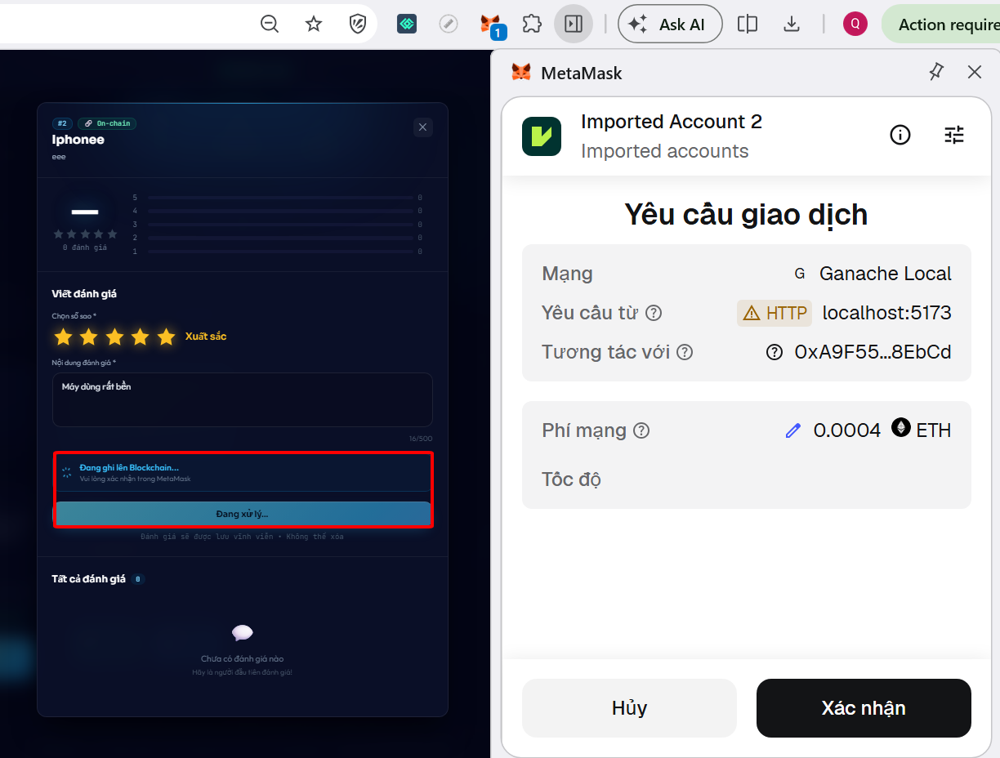 1
Ask AI
Q
Action require
MetaMask
#2
On-chain
Iphonee
eee
5 0
4 0
3 0
2 0
1 0
0 đánh giá
Viết đánh giá
Chọn số sao *
Xuất sắc
Nội dung đánh giá *
Máy dùng rất bền
16/500
Đang ghi lên Blockchain...
Vui lòng xác nhận trong MetaMask
Đang xử lý...
Đánh giá sẽ được lưu vĩnh viễn • Không thể xóa
Tất cả đánh giá 0
Chưa có đánh giá nào
Hãy là người đầu tiên đánh giá!
Imported Account 2
Imported accounts
Yêu cầu giao dịch
Mạng G Ganache Local
Yêu cầu từ HTTP localhost:5173
Tương tác với 0xA9F55...8EbCd
Phí mạng 0.0004 ETH
Tốc độ
Hủy
Xác nhận